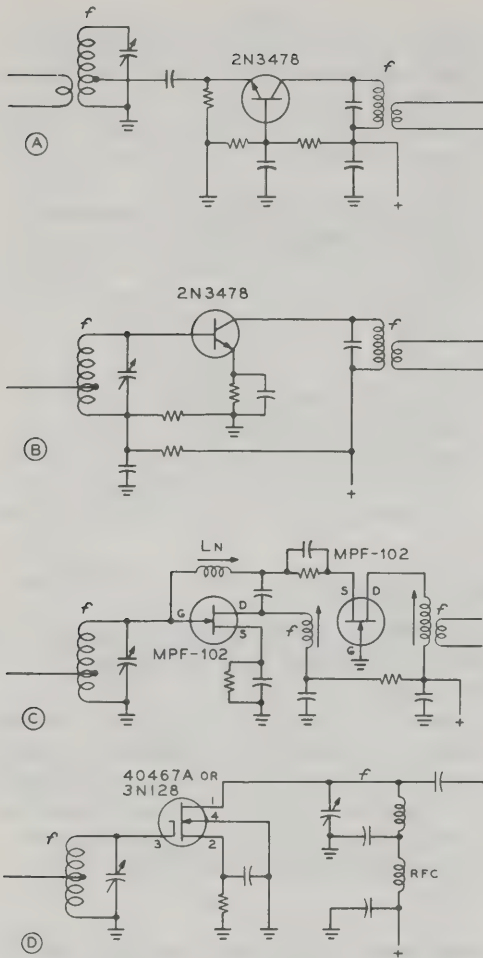 f
f
2N3478
+
A
2N3478
f
f
+
B
LN
MPF-102
f
G
D
S
S
D
f
f
G
MPF-102
+
C
40467A OR
3N128
f
1
4
f
3
2
RFC
D
+